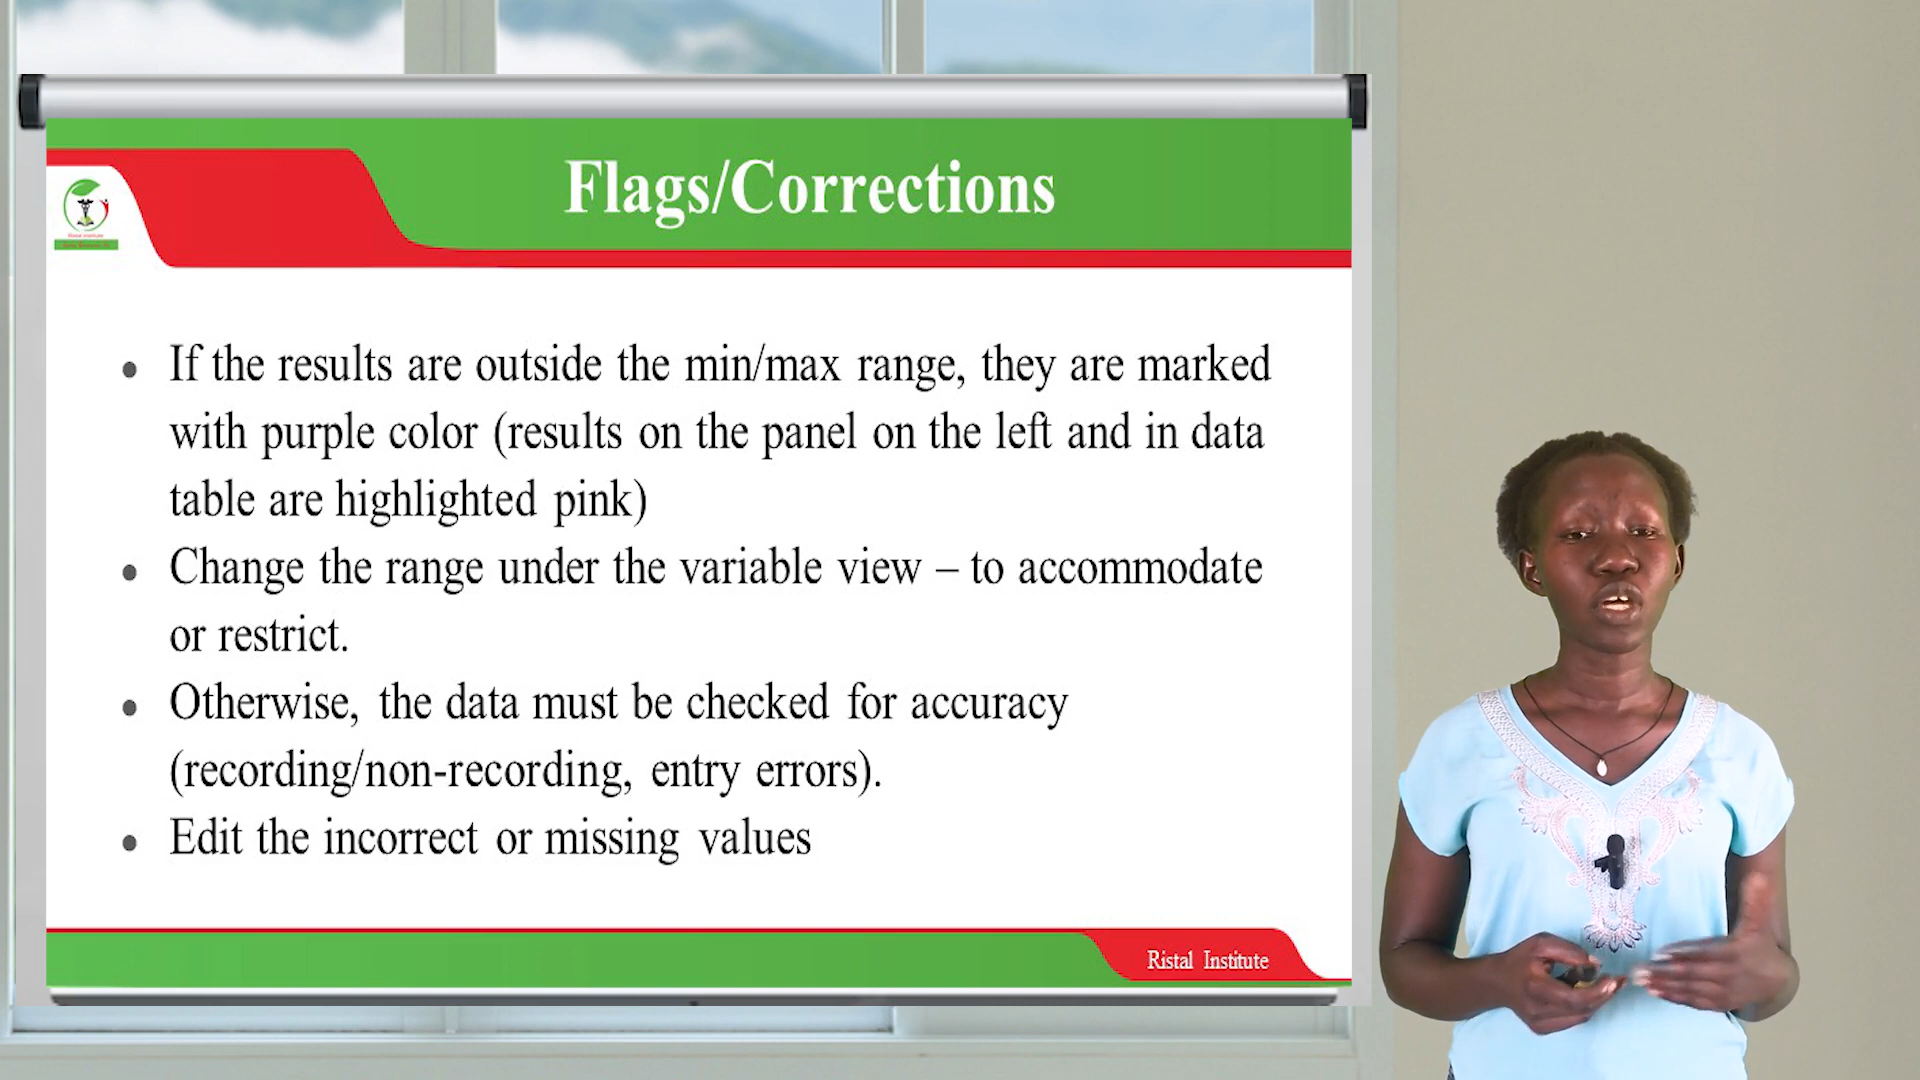 Flags/Corrections
If the results are outside the min/max range, they are marked
with purple color (results on the panel on the left and in data
table are highlighted pink)
Change the range under the variable view – to accommodate
or restrict.
Otherwise, the data must be checked for accuracy
(recording/non-recording, entry errors).
Edit the incorrect or missing values
Ristal Institute